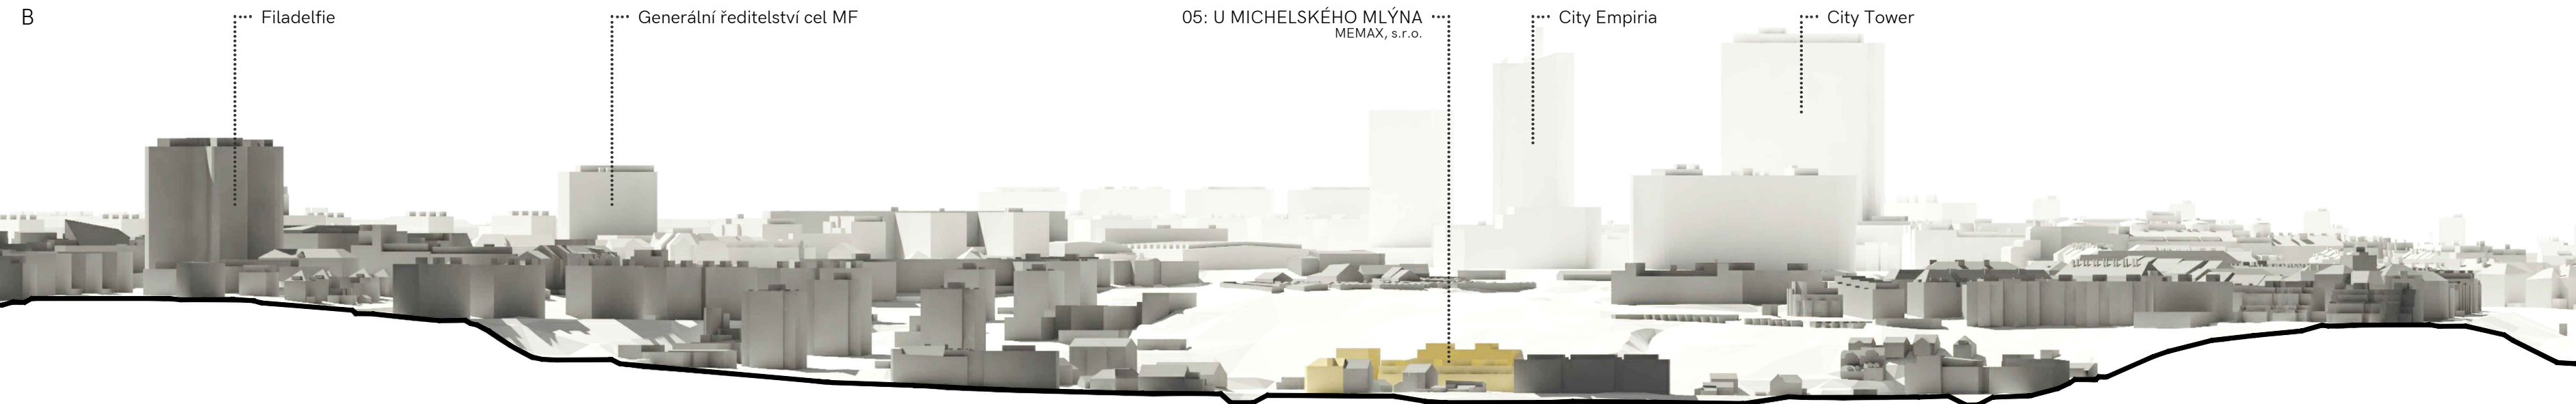 B
Filadelfie
Generální ředitelství cel MF
05: U MICHELSKÉHO MLÝNA
MEMAX, s.r.o.
City Empiria
City Tower